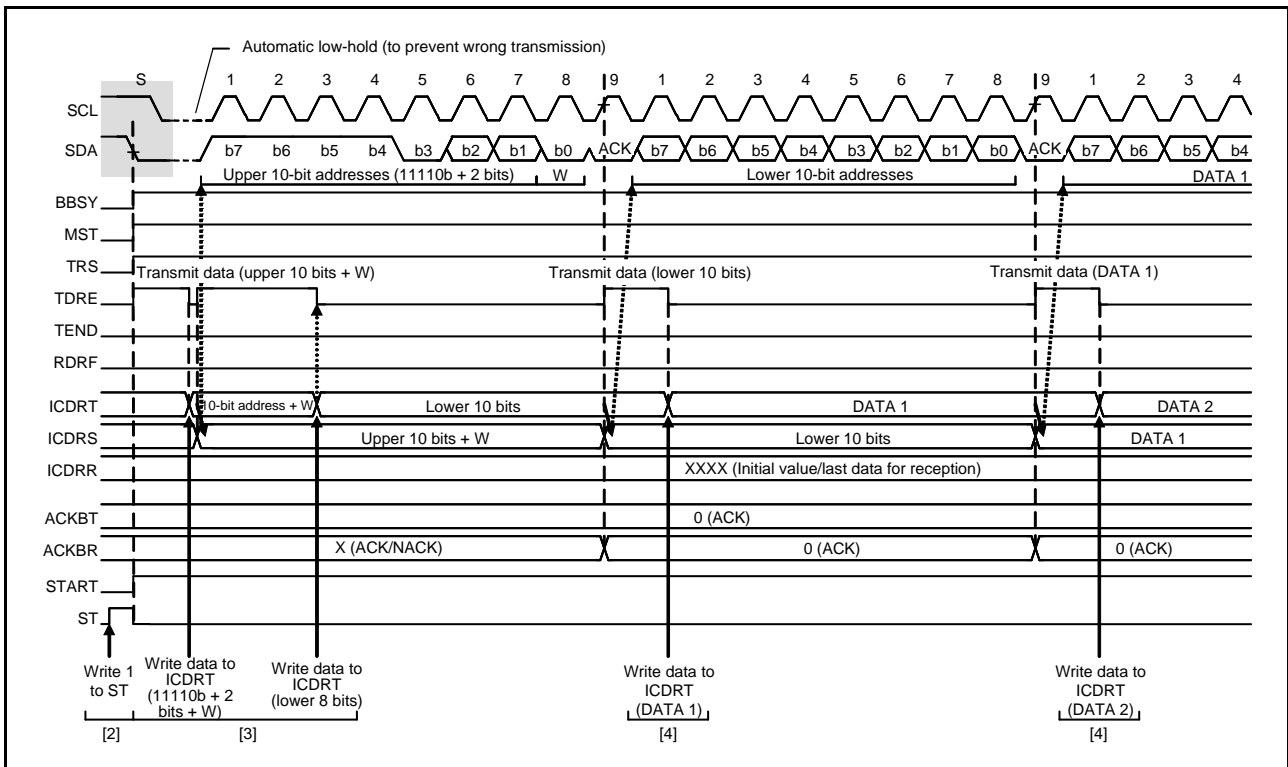 Automatic low-hold (to prevent wrong transmission)
S 1 2 3 4 5 6 7 8 9 1 2 3 4 5 6 7 8 9 1 2 3 4
SCL
SDA b7 b6 b5 b4 b3 b2 b1 b0 ACK b7 b6 b5 b4 b3 b2 b1 b0 ACK b7 b6 b5 b4
Upper 10-bit addresses (11110b + 2 bits) W Lower 10-bit addresses DATA 1
BBSY
MST
TRS
Transmit data (upper 10 bits + W) Transmit data (lower 10 bits) Transmit data (DATA 1)
TDRE
TEND
RDRF
ICDRT 10-bit address + W Lower 10 bits DATA 1 DATA 2
ICDRS Upper 10 bits + W Lower 10 bits DATA 1
ICDRR XXXX (Initial value/last data for reception)
ACKBT 0 (ACK)
ACKBR X (ACK/NACK) 0 (ACK) 0 (ACK)
START
ST
Write 1
to ST
Write data to
ICDRT
(11110b + 2
bits + W)
Write data to
ICDRT
(lower 8 bits)
Write data to
ICDRT
(DATA 1)
Write data to
ICDRT
(DATA 2)
[2] [3] [4] [4]